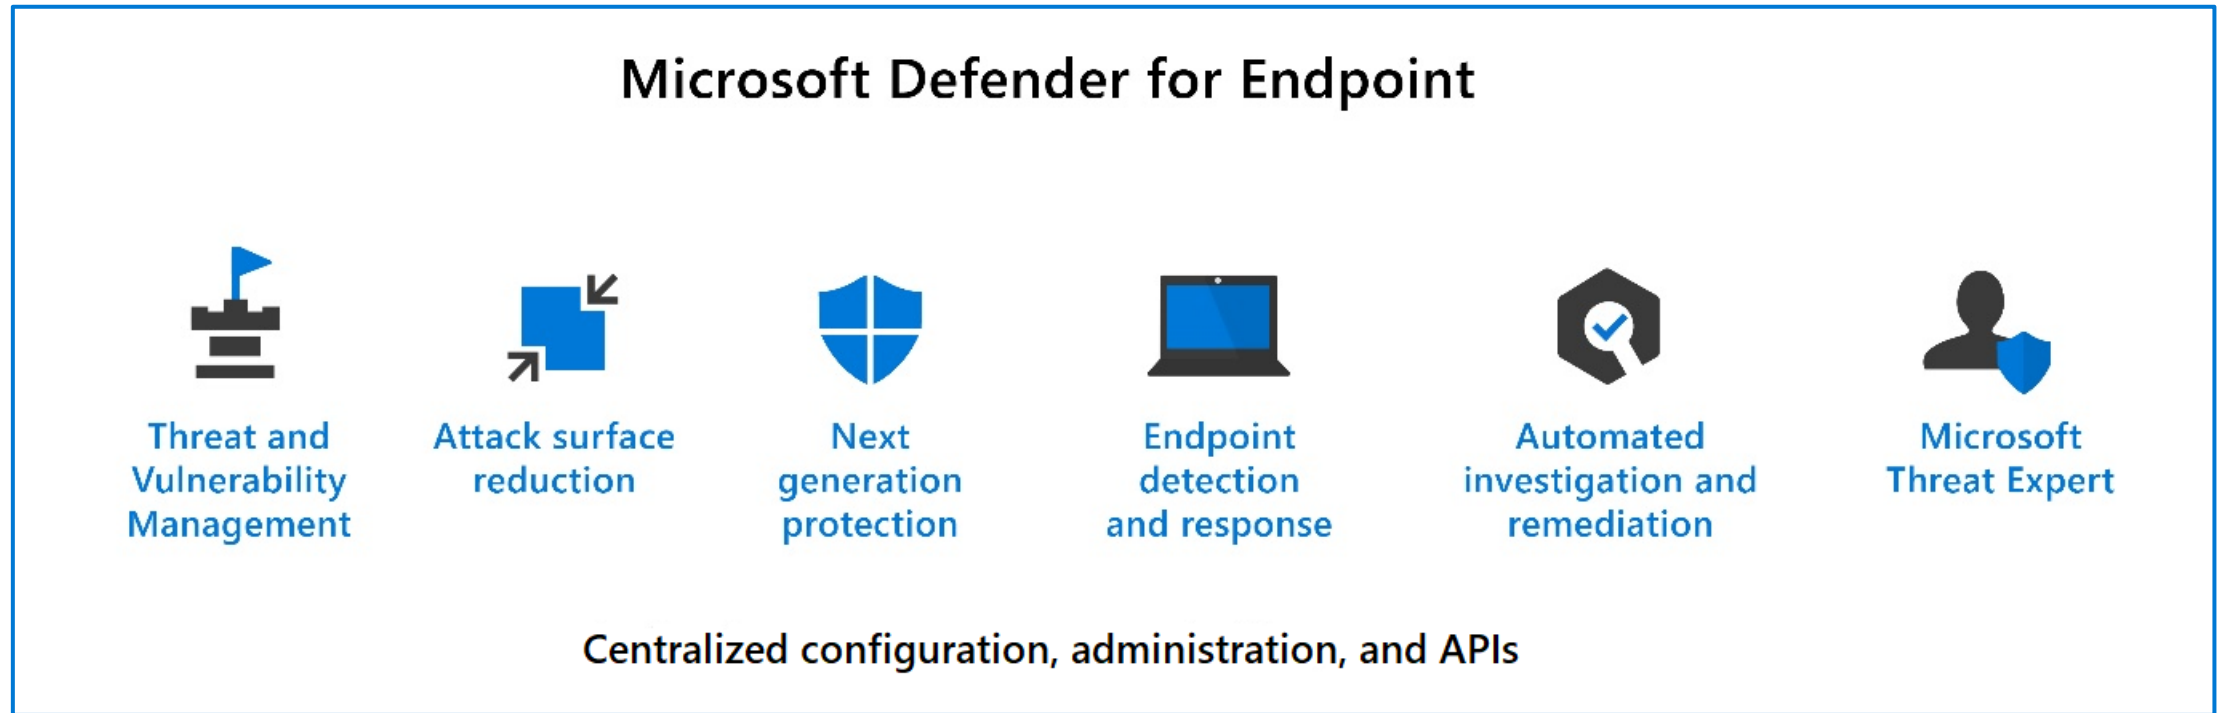 Microsoft Defender for Endpoint
Threat and
Vulnerability
Management
Attack surface
reduction
Next
generation
protection
Endpoint
detection
and response
Automated
investigation and
remediation
Microsoft
Threat Expert
Centralized configuration, administration, and APIs